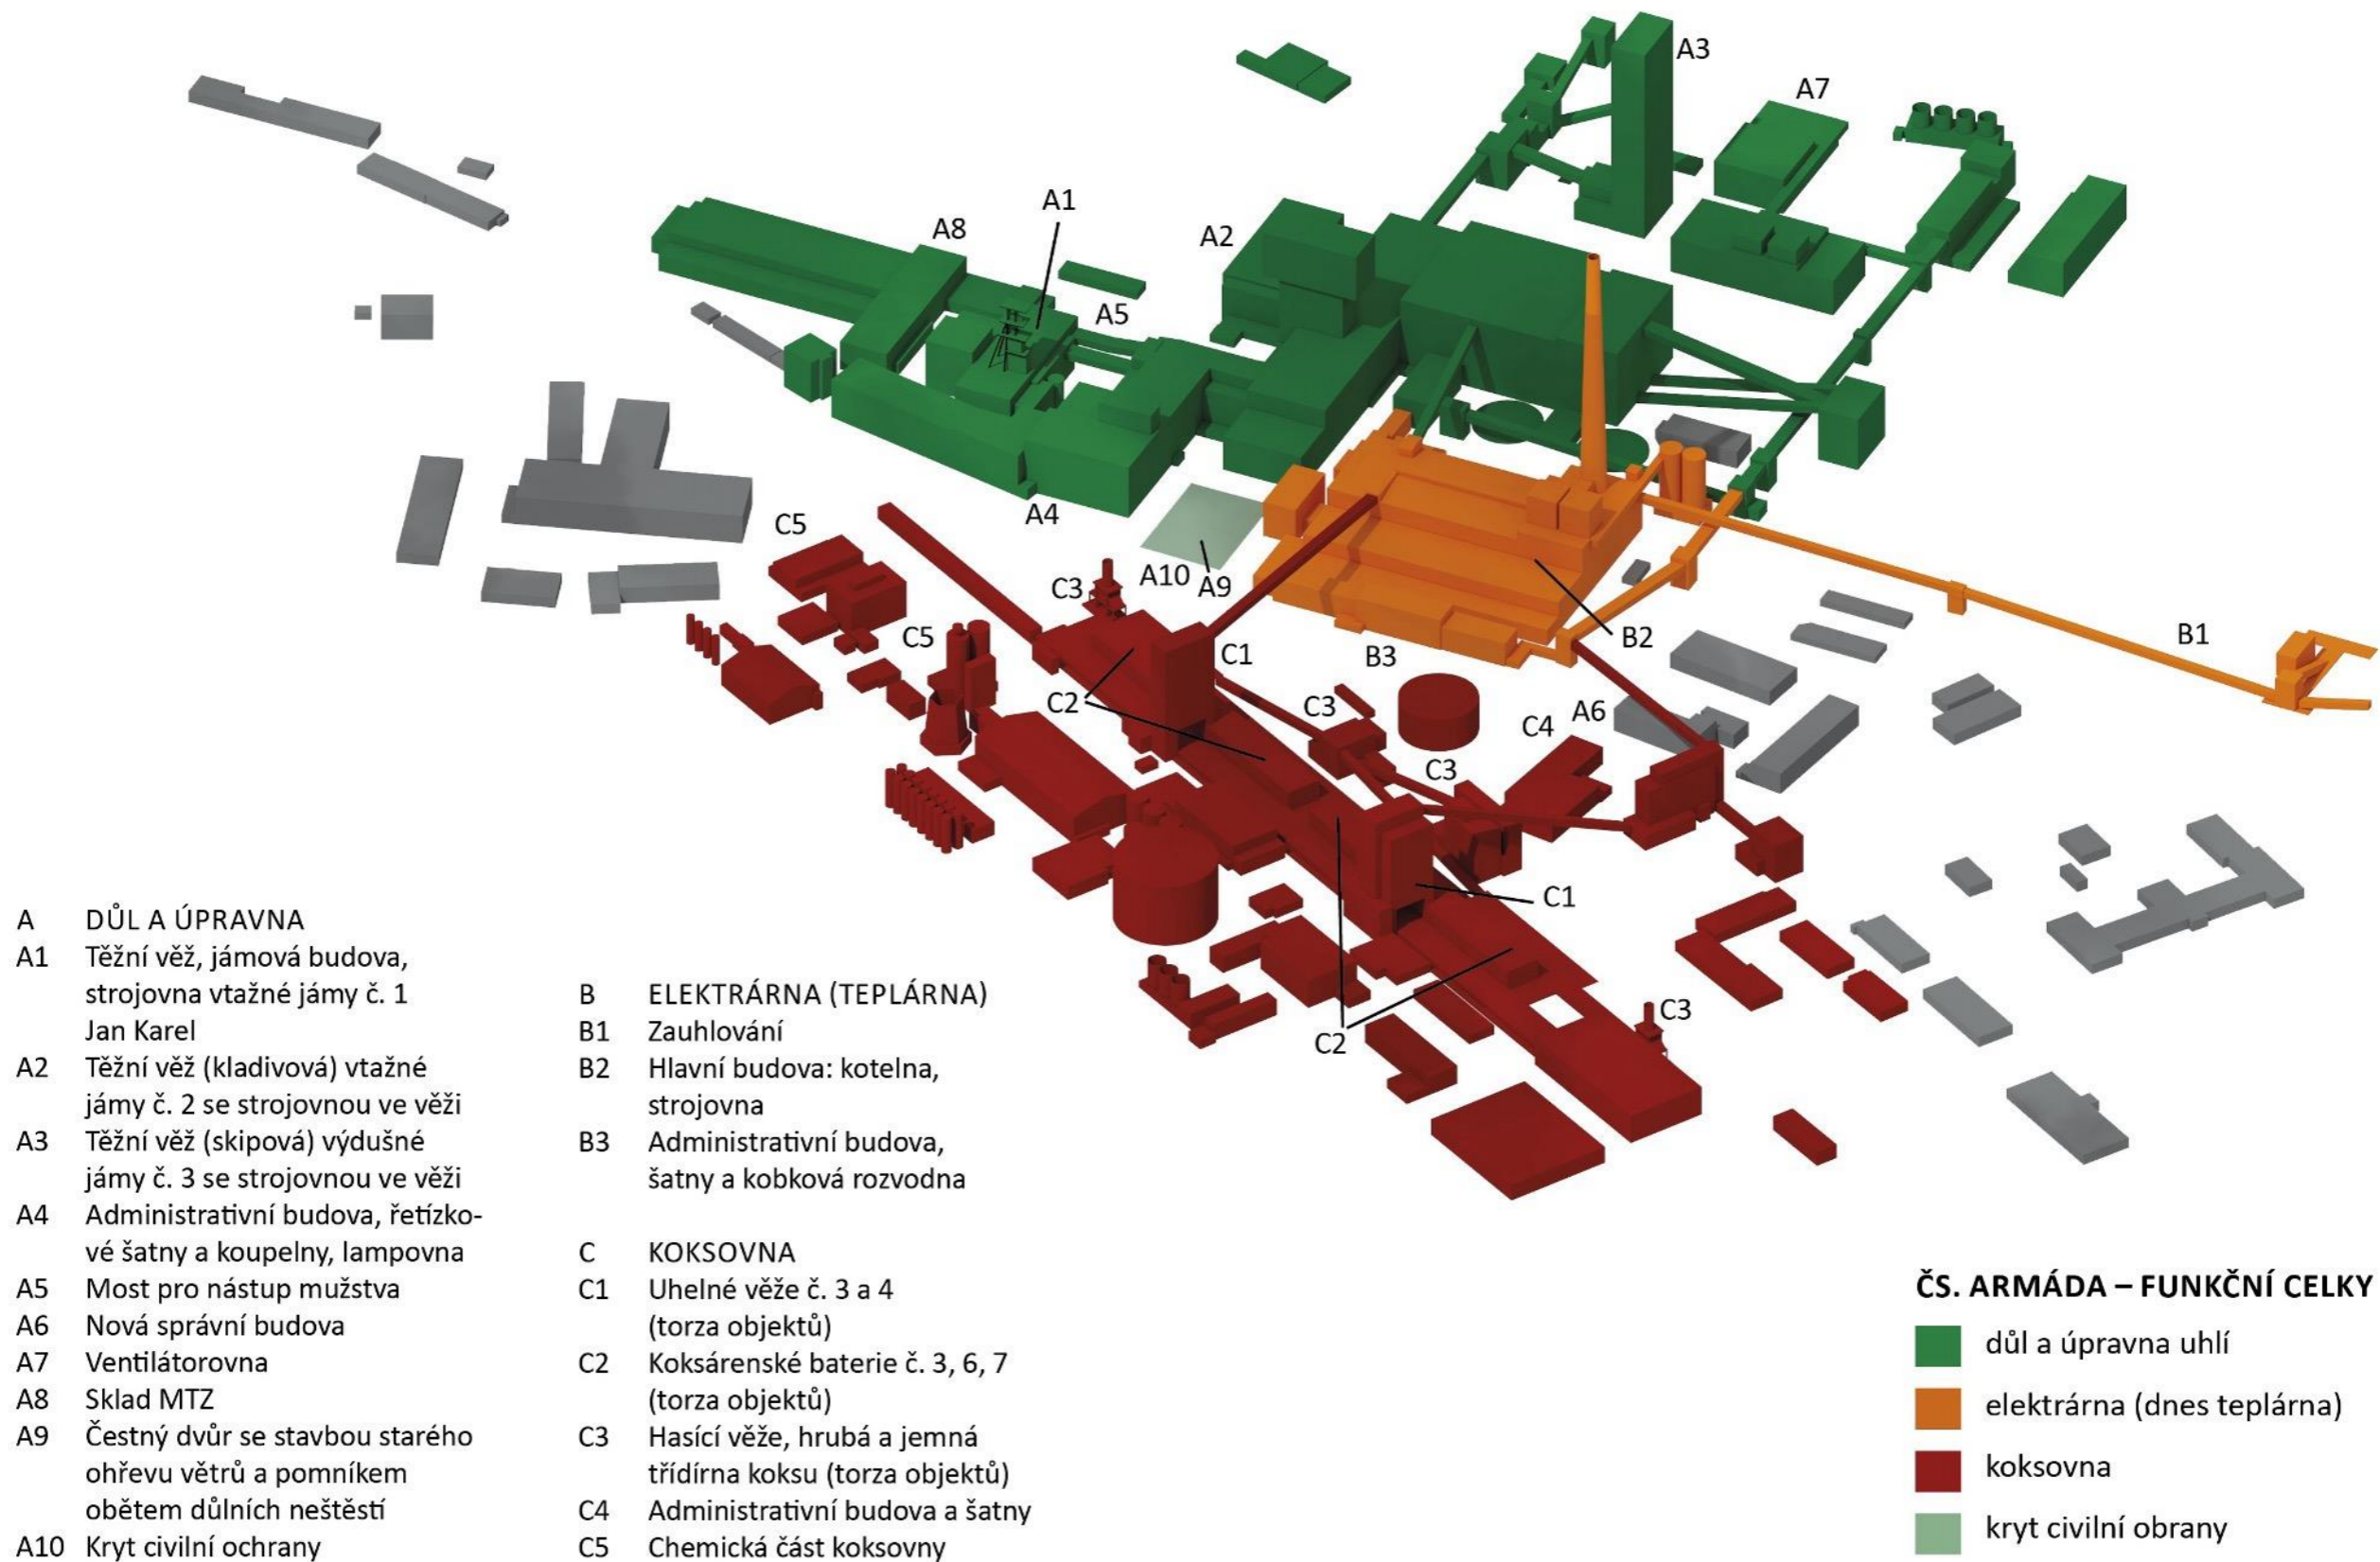 A3
A7
A1
A8
A2
A5
A4
C5
C3
A10
A9
C5
C1
B3
B2
B1
C2
C3
C4
A6
C3
C1
C3
C2
A DŮL A ÚPRAVNA
A1 Těžní věž, jámová budova,
strojovna vtažné jámy č. 1
Jan Karel
A2 Těžní věž (kladivová) vtažné
jámy č. 2 se strojovnou ve věži
A3 Těžní věž (skipová) výdušné
jámy č. 3 se strojovnou ve věži
A4 Administrativní budova, řetízko-
vé šatny a koupelny, lampovna
A5 Most pro nástup mužstva
A6 Nová správní budova
A7 Ventilátorovna
A8 Sklad MTZ
A9 Čestný dvůr se stavbou starého
ohřevu větrů a pomníkem
obětem důlních neštěstí
A10 Kryt civilní ochrany
B ELEKTRÁRNA (TEPLÁRNA)
B1 Zauhlování
B2 Hlavní budova: kotelna,
strojovna
B3 Administrativní budova,
šatny a kobková rozvodna
C KOKSOVNA
C1 Uhelné věže č. 3 a 4
(torza objektů)
C2 Koksárenské baterie č. 3, 6, 7
(torza objektů)
C3 Hasící věže, hrubá a jemná
třídírna koksu (torza objektů)
C4 Administrativní budova a šatny
C5 Chemická část koksovny
ČS. ARMÁDA – FUNKČNÍ CELKY
důl a úpravna uhlí
elektrárna (dnes teplárna)
koksovna
kryt civilní obrany